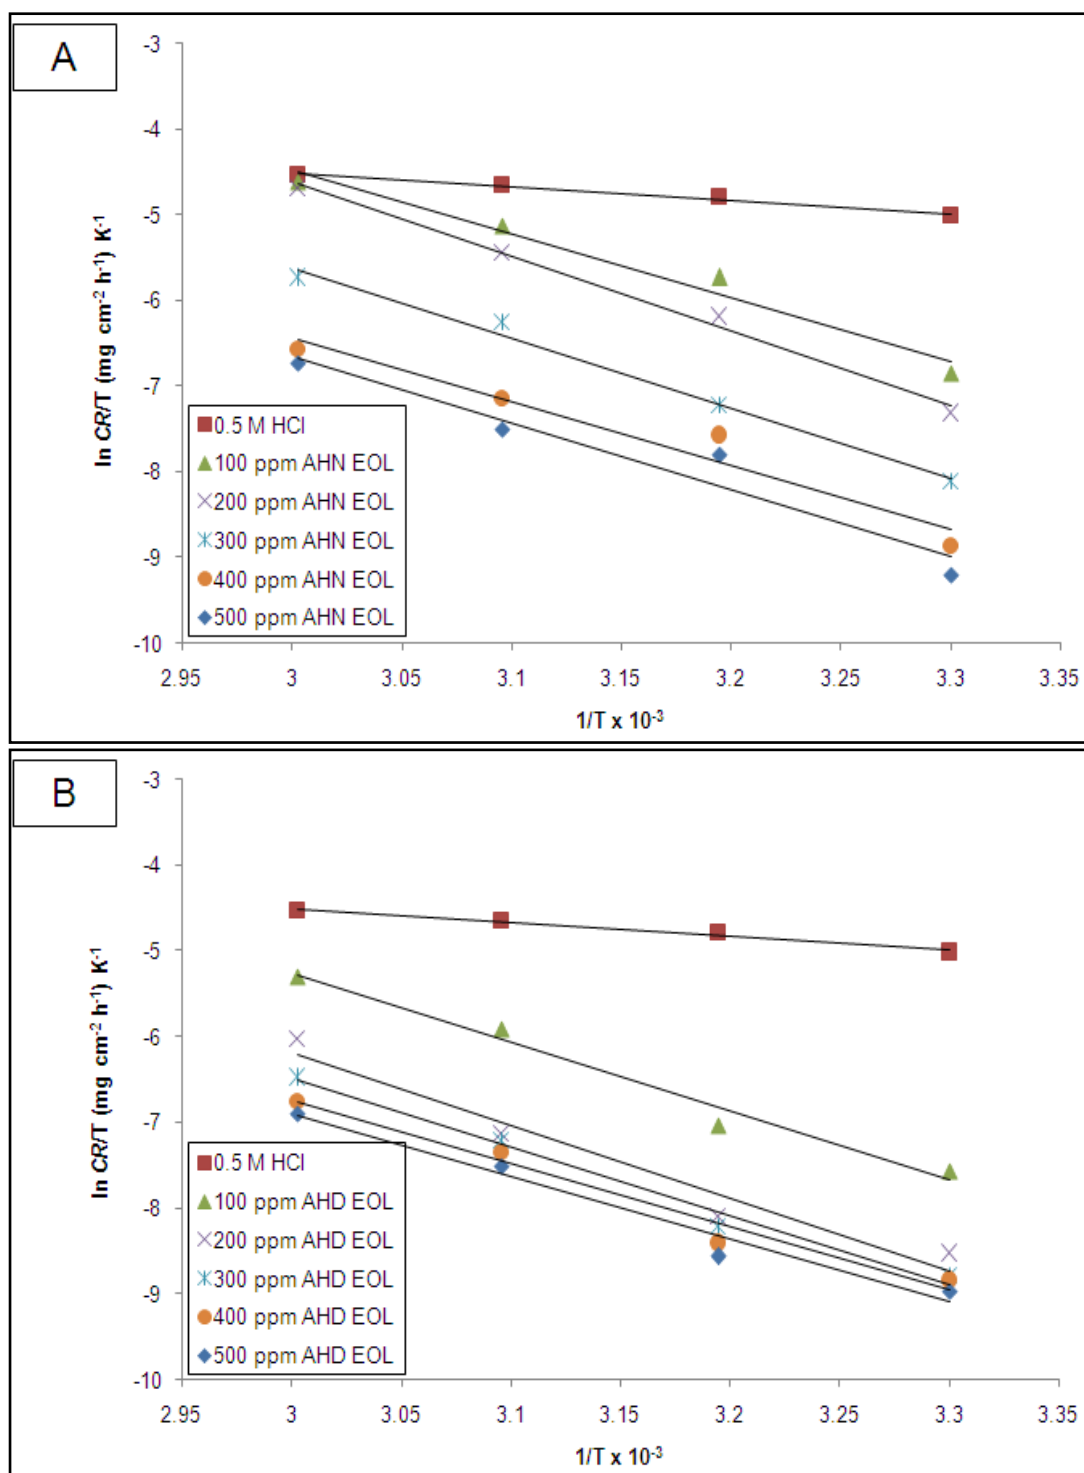 A
-3
-4
-5
-6
-7
-8
-9
-10
ln CR/T (mg cm⁻² h⁻¹) K⁻¹
0.5 M HCl
100 ppm AHN EOL
200 ppm AHN EOL
300 ppm AHN EOL
400 ppm AHN EOL
500 ppm AHN EOL
2.95 3 3.05 3.1 3.15 3.2 3.25 3.3 3.35
1/T x 10⁻³
B
-3
-4
-5
-6
-7
-8
-9
-10
ln CR/T (mg cm⁻² h⁻¹) K⁻¹
0.5 M HCl
100 ppm AHD EOL
200 ppm AHD EOL
300 ppm AHD EOL
400 ppm AHD EOL
500 ppm AHD EOL
2.95 3 3.05 3.1 3.15 3.2 3.25 3.3 3.35
1/T x 10⁻³